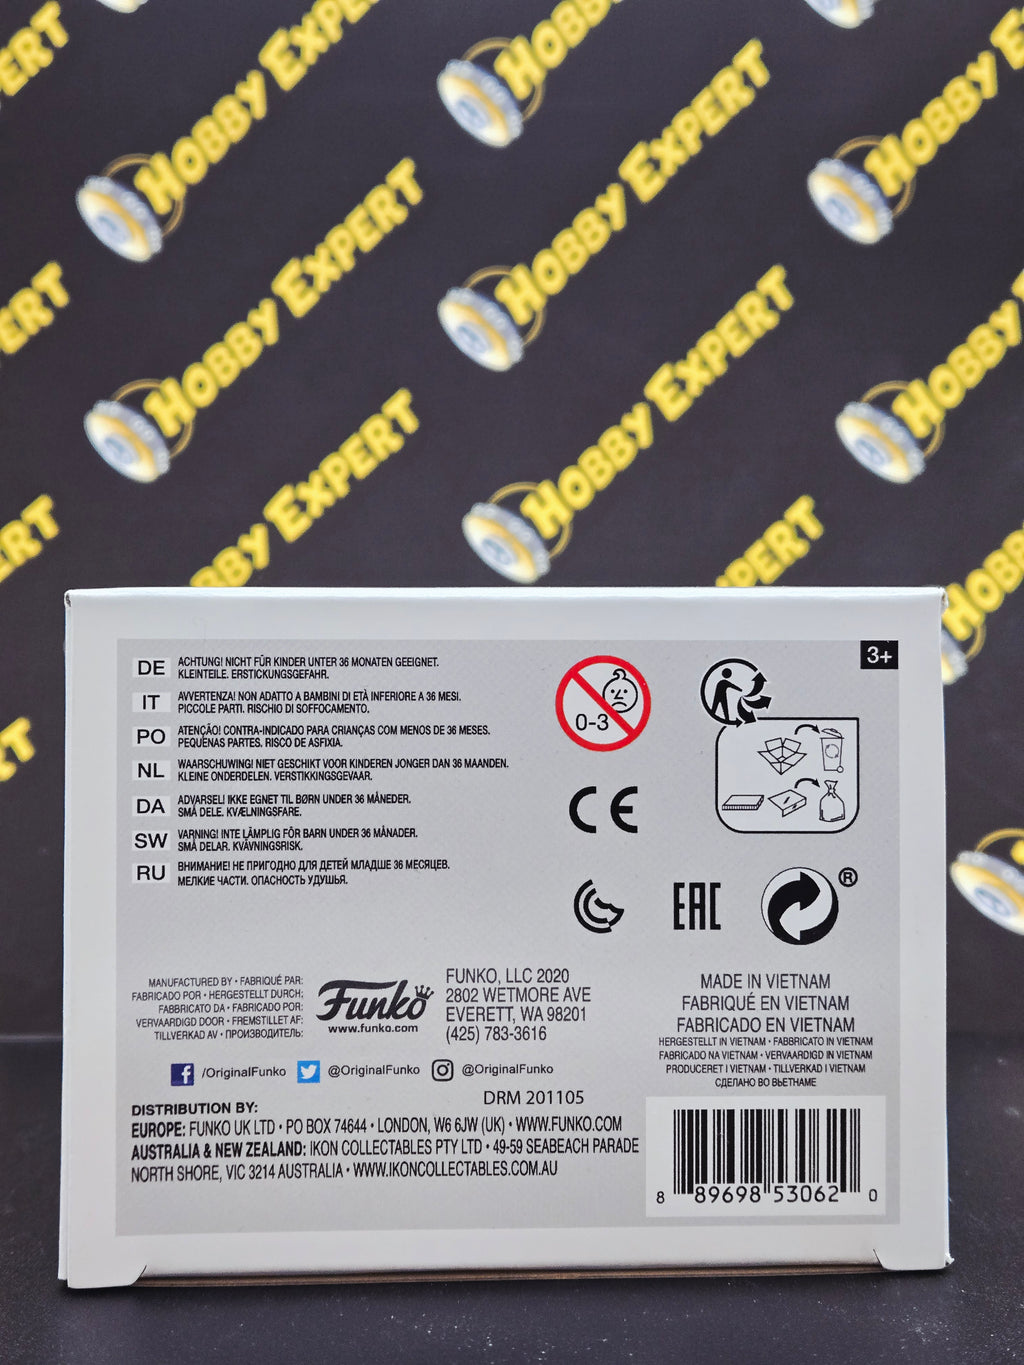 HOBBY EXPERT
HOBBY EXPERT
HOBBY EXPERT
HOBBY EXPERT
HOBBY EXPERT
HOBBY EXPERT
3+
DE ACHTUNG! NICHT FÜR KINDER UNTER 36 MONATEN GEEIGNET.
KLEINTEILE. ERSTICKUNGSGEFAHR.
IT AVVERTENZA! NON ADATTO A BAMBINI DI ETÀ INFERIORE A 36 MESI.
PICCOLE PARTI. RISCHIO DI SOFFOCAMENTO.
PO ATENÇÃO! CONTRA-INDICADO PARA CRIANÇAS COM MENOS DE 36 MESES.
PEQUENAS PARTES. RISCO DE ASFIXIA.
NL WAARSCHUWING! NIET GESCHIKT VOOR KINDEREN JONGER DAN 36 MAANDEN.
KLEINE ONDERDELEN. VERSTIKKINGSGEVAAR.
DA ADVARSEL! IKKE EGNET TIL BØRN UNDER 36 MÅNEDER.
SMÅ DELE. KVÆLNINGSFARE.
SW VARNING! INTE LÄMPLIG FÖR BARN UNDER 36 MÅNADER.
SMÅ DELAR. KVÄVNINGSRISK.
RU ВНИМАНИЕ! НЕ ПРИГОДНО ДЛЯ ДЕТЕЙ МЛАДШЕ 36 МЕСЯЦЕВ.
МЕЛКИЕ ЧАСТИ. ОПАСНОСТЬ УДУШЬЯ.
0-3
CE
EAC
®
MANUFACTURED BY • FABRIQUÉ PAR:
FABRICADO POR • HERGESTELLT DURCH:
FABBRICATO DA • FABRICADO POR:
VERVAARDIGD DOOR • FREMSTILLET AF:
TILLVERKAD AV • ПРОИЗВОДИТЕЛЬ:
Funko
www.funko.com
FUNKO, LLC 2020
2802 WETMORE AVE
EVERETT, WA 98201
(425) 783-3616
MADE IN VIETNAM
FABRIQUÉ EN VIETNAM
FABRICADO EN VIETNAM
HERGESTELLT IN VIETNAM • FABBRICATO IN VIETNAM
FABRICADO NA VIETNAM • VERVAARDIGD IN VIETNAM
PRODUCERET I VIETNAM • TILLVERKAD I VIETNAM
СДЕЛАНО ВО ВЬЕТНАМЕ
/OriginalFunko @OriginalFunko @OriginalFunko
DRM 201105
DISTRIBUTION BY:
EUROPE: FUNKO UK LTD • PO BOX 74644 • LONDON, W6 6JW (UK) • WWW.FUNKO.COM
AUSTRALIA & NEW ZEALAND: IKON COLLECTABLES PTY LTD • 49-59 SEABEACH PARADE
NORTH SHORE, VIC 3214 AUSTRALIA • WWW.IKONCOLLECTABLES.COM.AU
8 89698 53062 0